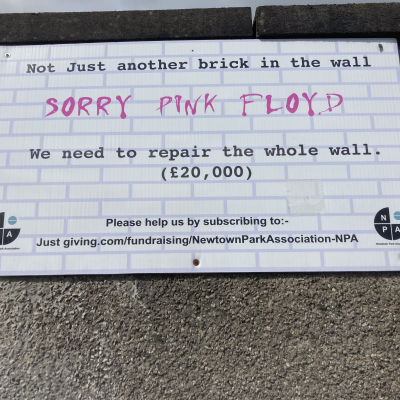 Not Just another brick in the wall
SORRY PINK FLOYD
We need to repair the whole wall.
(£20,000)
Please help us by subscribing to:-
Just giving.com/fundraising/NewtownParkAssociation-NPA
P A
N
P A